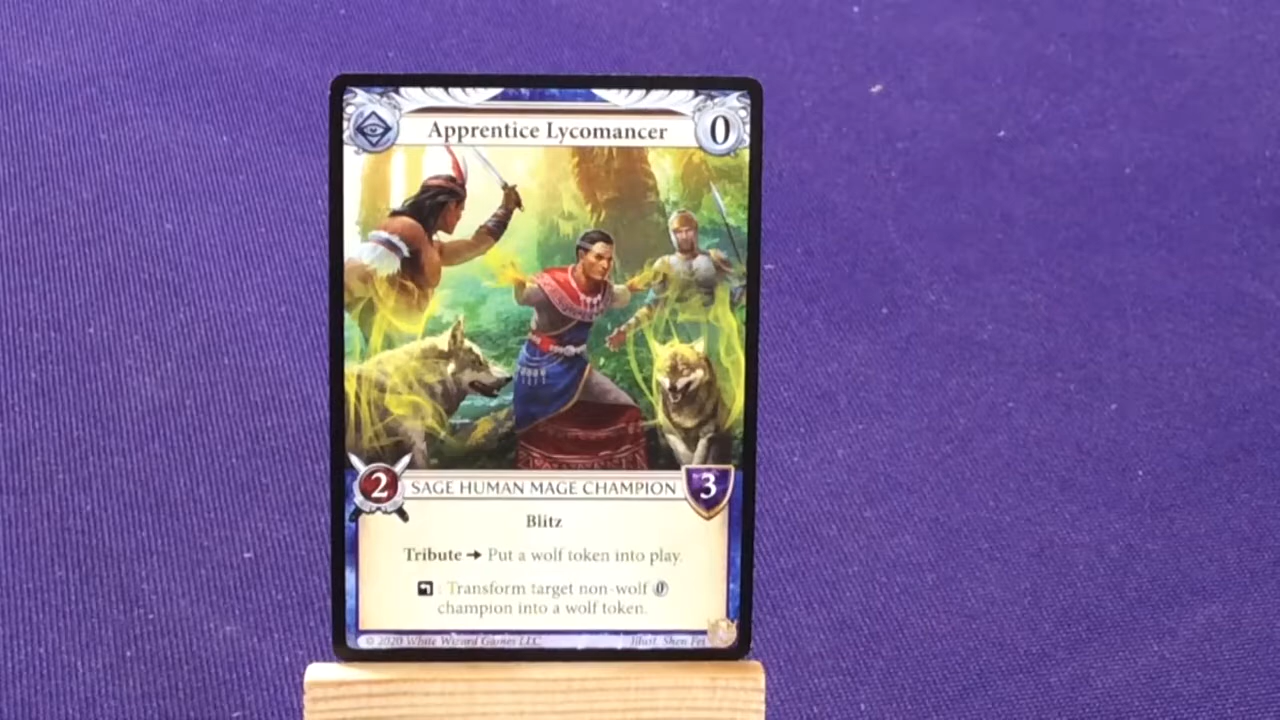 Apprentice Lycomancer
0
2
SAGE HUMAN MAGE CHAMPION
3
Blitz
Tribute ➔ Put a wolf token into play.
: Transform target non-wolf 0
champion into a wolf token.
© 2020 White Wizard Games LLC Illust. Shen Fei